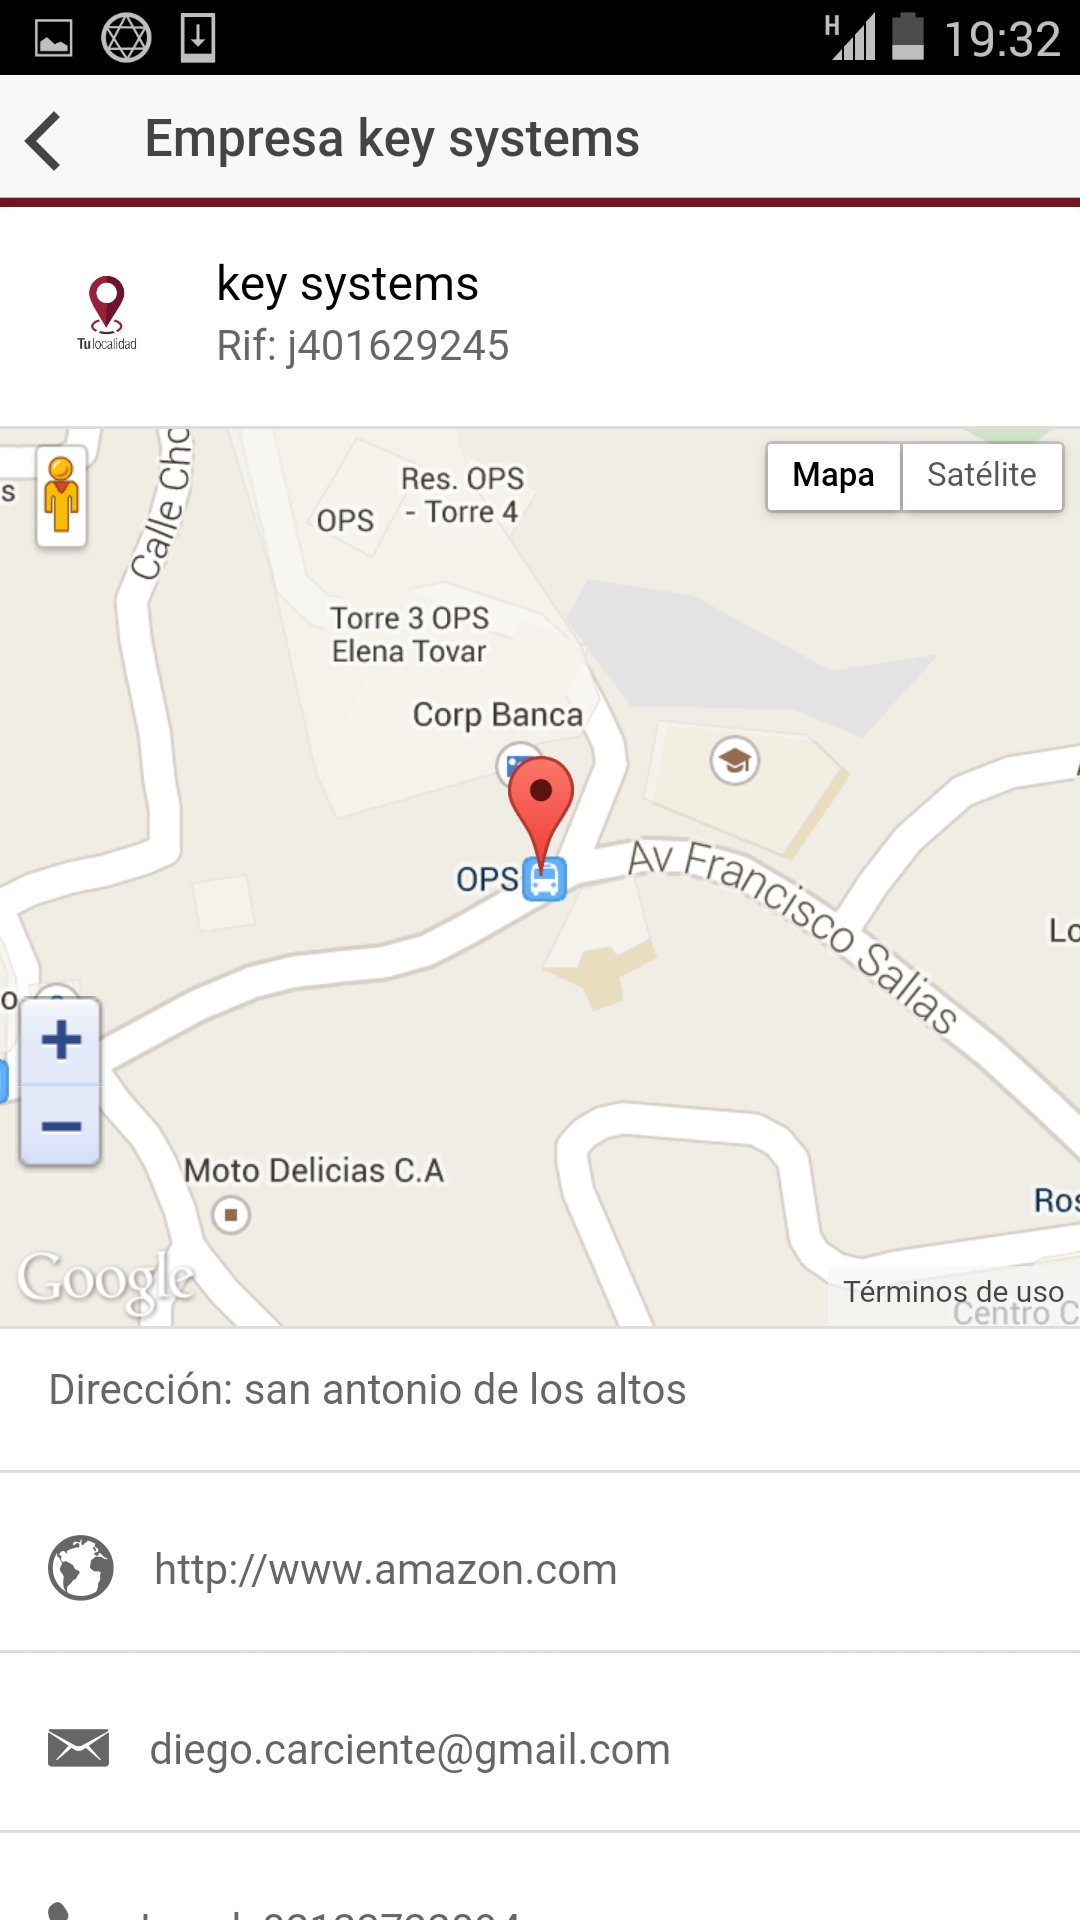 H 19:32
Empresa key systems
key systems
Rif: j401629245
Tulocalidad
Calle Cho
s
Res. OPS
- Torre 4
OPS
Mapa
Satélite
Torre 3 OPS
Elena Tovar
Corp Banca
OPS
Av Francisco Salias
Lo
o
+
−
Moto Delicias C.A
Ros
Google
Términos de uso
Centro C
Dirección: san antonio de los altos
http://www.amazon.com
diego.carciente@gmail.com